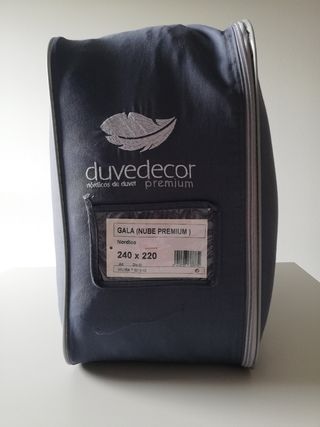 duvedecor
nórdicos de duvet premium
GALA (NUBE PREMIUM )
Nordico
240 x 220